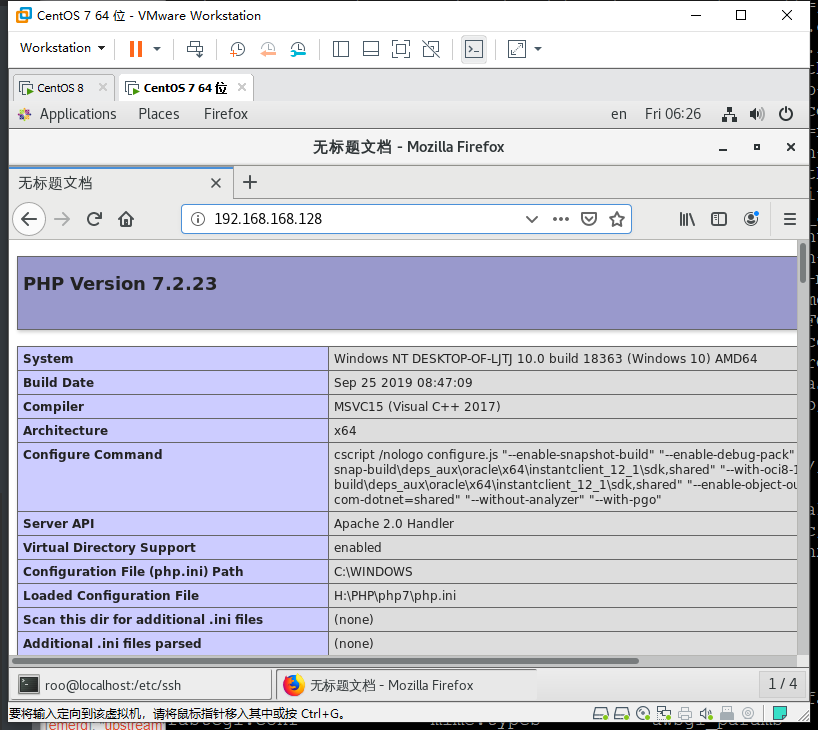 CentOS 7 64 位 - VMware Workstation
Workstation
CentOS 8
CentOS 7 64 位
Applications Places Firefox en Fri 06:26
无标题文档 - Mozilla Firefox
无标题文档
192.168.168.128
PHP Version 7.2.23
System Windows NT DESKTOP-OF-LJTJ 10.0 build 18363 (Windows 10) AMD64
Build Date Sep 25 2019 08:47:09
Compiler MSVC15 (Visual C++ 2017)
Architecture x64
Configure Command cscript /nologo configure.js "--enable-snapshot-build" "--enable-debug-pack"
snap-build\deps_aux\oracle\x64\instantclient_12_1\sdk,shared" "--with-oci8-1
build\deps_aux\oracle\x64\instantclient_12_1\sdk,shared" "--enable-object-ou
com-dotnet=shared" "--without-analyzer" "--with-pgo"
Server API Apache 2.0 Handler
Virtual Directory Support enabled
Configuration File (php.ini) Path C:\WINDOWS
Loaded Configuration File H:\PHP\php7\php.ini
Scan this dir for additional .ini files (none)
Additional .ini files parsed (none)
roo@localhost:/etc/ssh
无标题文档 - Mozilla Firefox
1 / 4
要将输入定向到该虚拟机，请将鼠标指针移入其中或按 Ctrl+G。